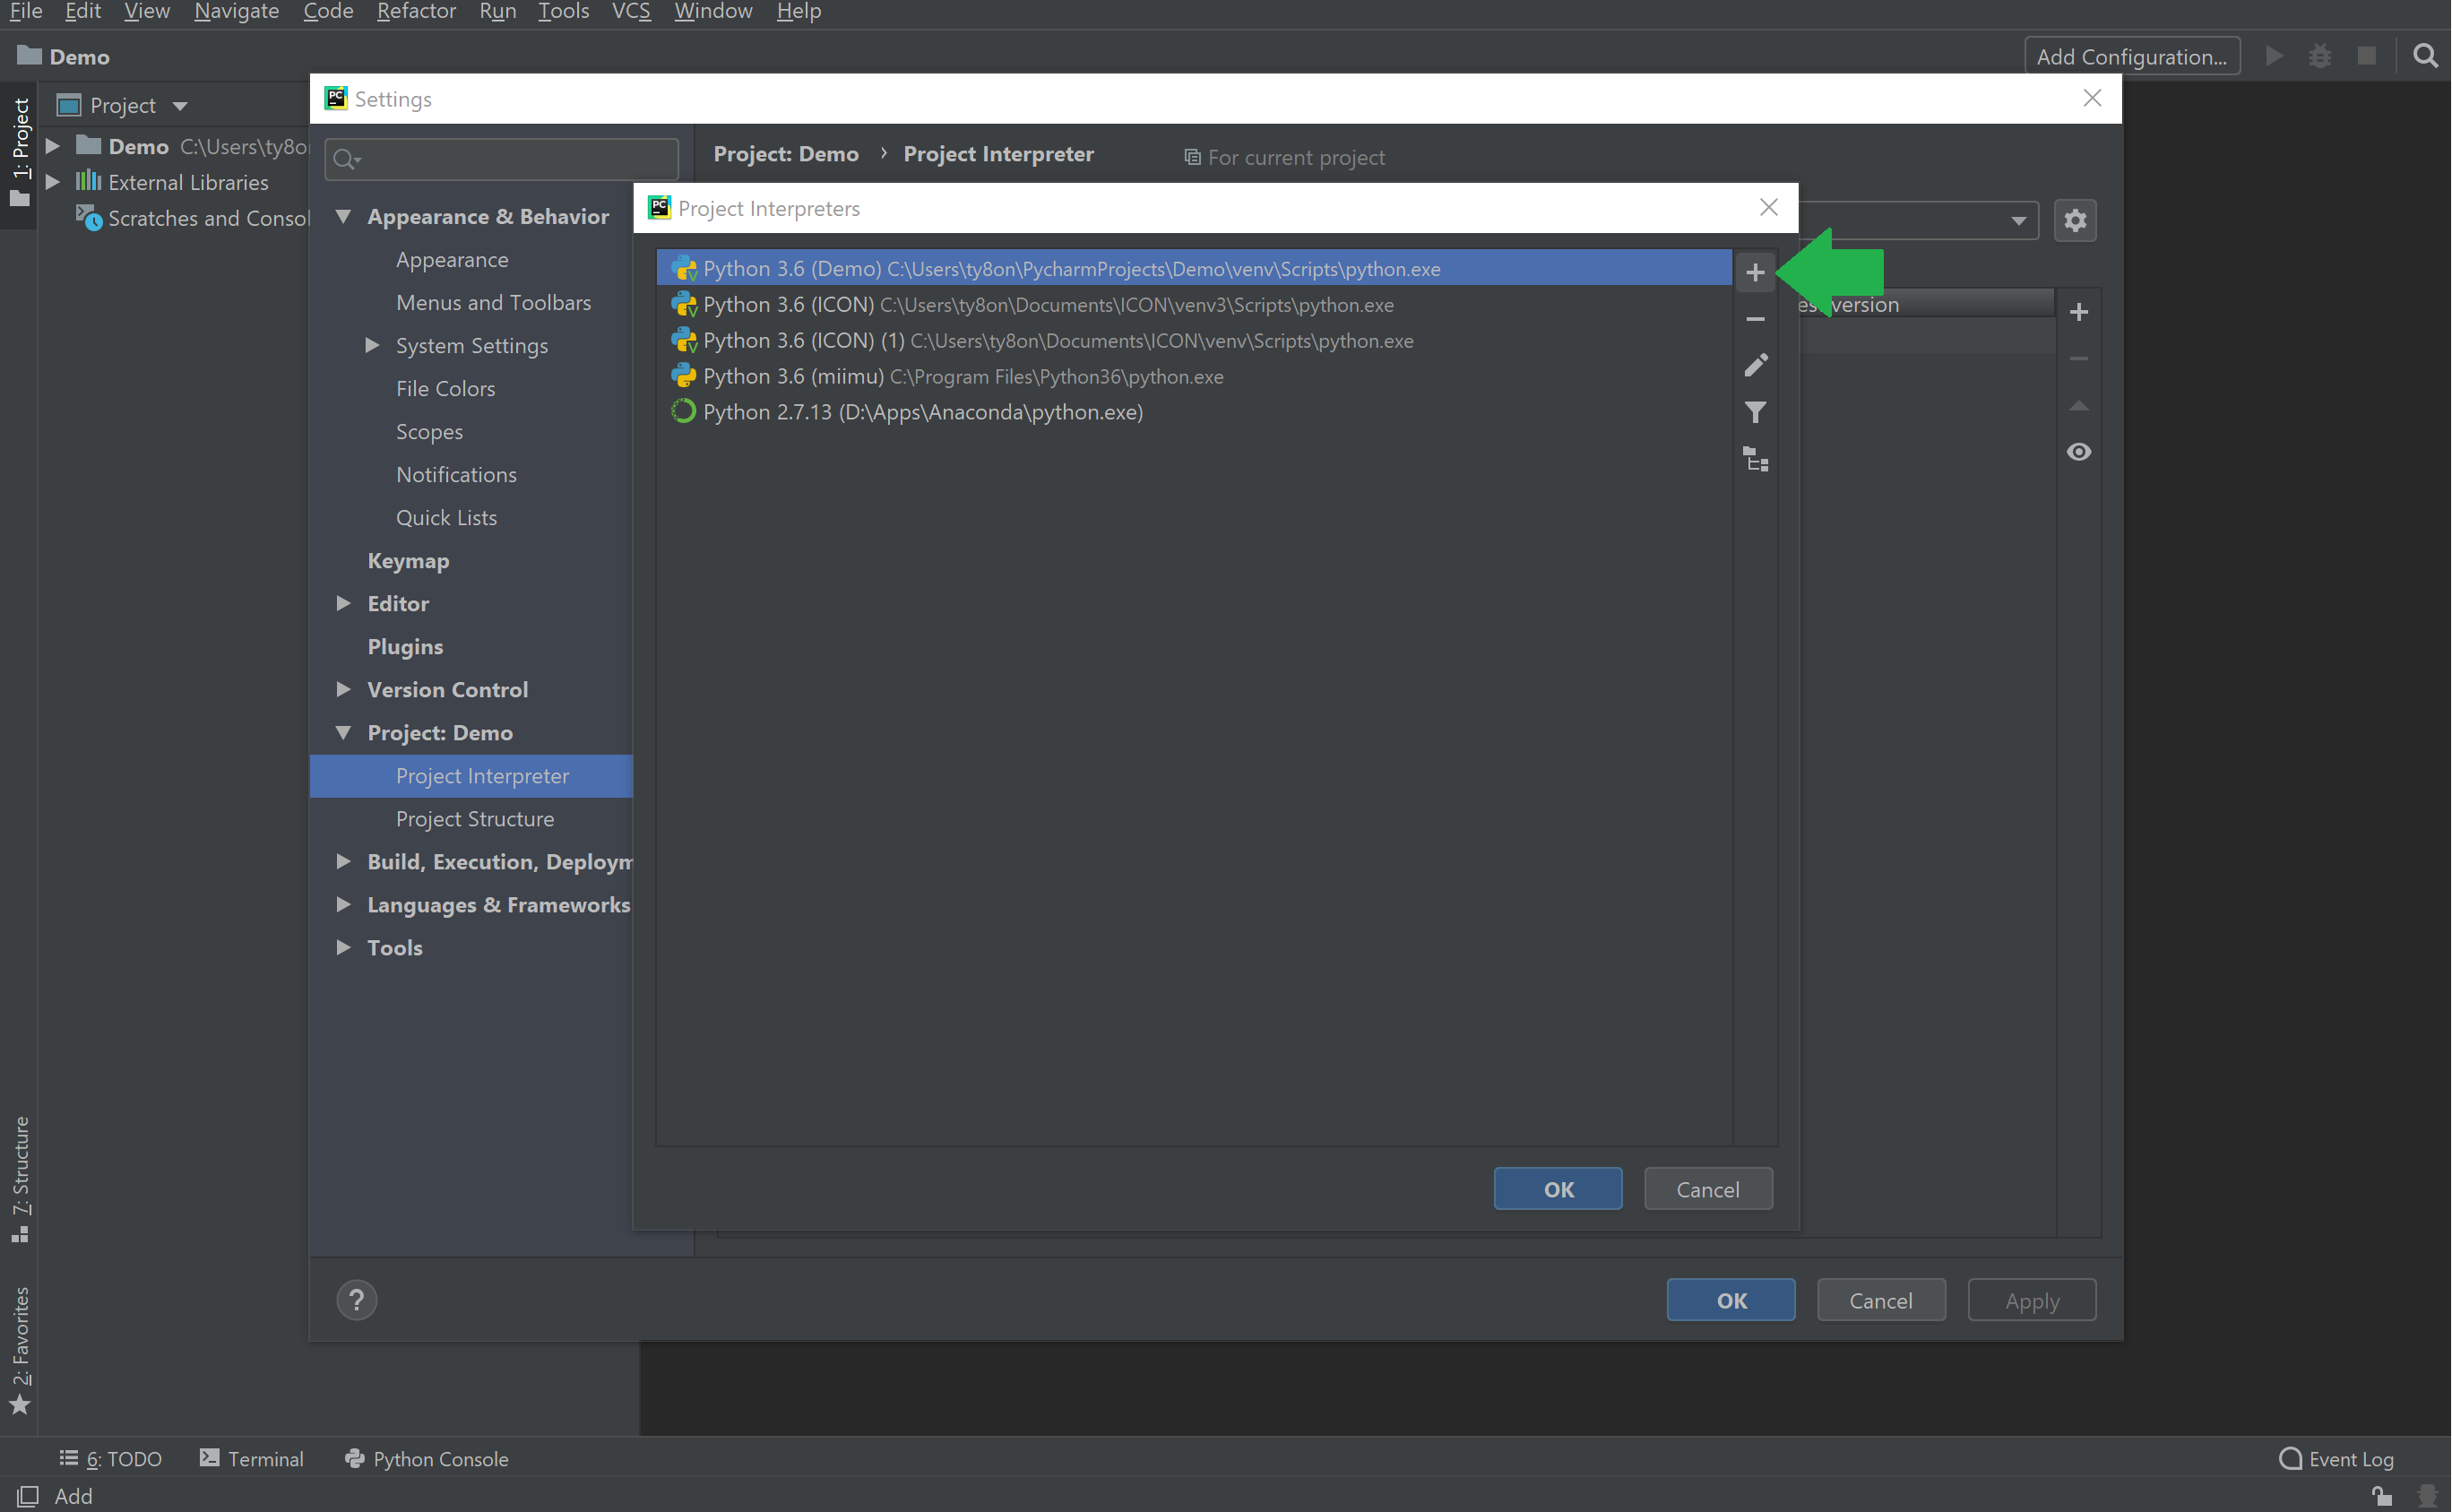 File Edit View Navigate Code Refactor Run Tools VCS Window Help
Demo
Add Configuration...
1: Project
Project
Demo C:\Users\ty8o
External Libraries
Scratches and Consol
Settings
Project: Demo › Project Interpreter
For current project
Appearance & Behavior
Appearance
Menus and Toolbars
System Settings
File Colors
Scopes
Notifications
Quick Lists
Keymap
Editor
Plugins
Version Control
Project: Demo
Project Interpreter
Project Structure
Build, Execution, Deploym
Languages & Frameworks
Tools
Project Interpreters
Python 3.6 (Demo) C:\Users\ty8on\PycharmProjects\Demo\venv\Scripts\python.exe
Python 3.6 (ICON) C:\Users\ty8on\Documents\ICON\venv3\Scripts\python.exe
Python 3.6 (ICON) (1) C:\Users\ty8on\Documents\ICON\venv\Scripts\python.exe
Python 3.6 (miimu) C:\Program Files\Python36\python.exe
Python 2.7.13 (D:\Apps\Anaconda\python.exe)
version
OK
Cancel
?
OK
Cancel
Apply
7: Structure
2: Favorites
6: TODO
Terminal
Python Console
Event Log
Add